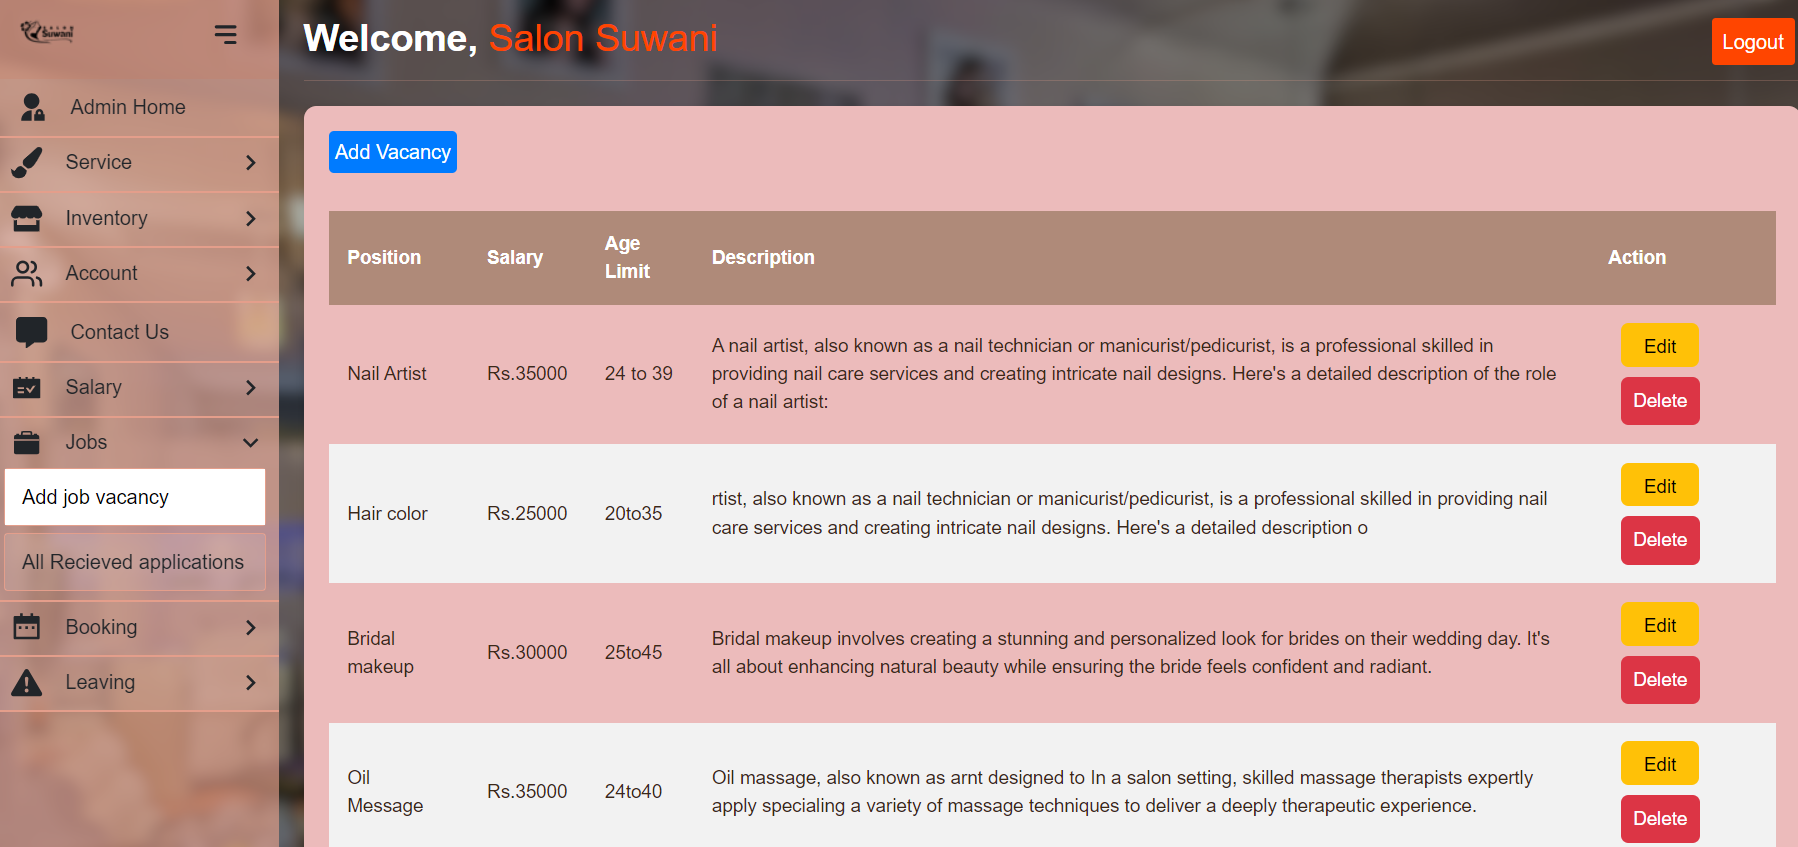 Suwani
Welcome, Salon Suwani
Logout
Admin Home
Service
Inventory
Account
Contact Us
Salary
Jobs
Add job vacancy
All Recieved applications
Booking
Leaving
Add Vacancy
Position Salary Age Limit Description Action
Nail Artist Rs.35000 24 to 39
A nail artist, also known as a nail technician or manicurist/pedicurist, is a professional skilled in
providing nail care services and creating intricate nail designs. Here's a detailed description of the role
of a nail artist:
Edit
Delete
Hair color Rs.25000 20to35
rtist, also known as a nail technician or manicurist/pedicurist, is a professional skilled in providing nail
care services and creating intricate nail designs. Here's a detailed description o
Edit
Delete
Bridal
makeup
Rs.30000 25to45
Bridal makeup involves creating a stunning and personalized look for brides on their wedding day. It's
all about enhancing natural beauty while ensuring the bride feels confident and radiant.
Edit
Delete
Oil
Message
Rs.35000 24to40
Oil massage, also known as arnt designed to In a salon setting, skilled massage therapists expertly
apply specialing a variety of massage techniques to deliver a deeply therapeutic experience.
Edit
Delete